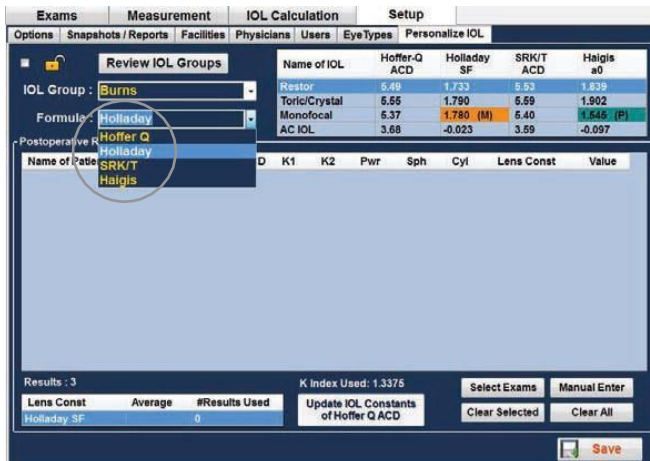 Exams Measurement IOL Calculation Setup
Options Snapshots / Reports Facilities Physicians Users Eye Types Personalize IOL
Review IOL Groups
IOL Group : Burns
Formula : Holladay
Hoffer Q
Holladay
SRK/T
Haigis
Name of IOL Hoffer-Q ACD Holladay SF SRK/T ACD Haigis a0
Restor 5.49 1.733 5.53 1.839
Toric/Crystal 5.55 1.790 5.59 1.902
Monofocal 5.37 1.780 (M) 5.40 1.545 (P)
AC IOL 3.68 -0.023 3.59 -0.097
Postoperative R
Name of Patie D K1 K2 Pwr Sph Cyl Lens Const Value
Results : 3
K Index Used: 1.3375
Lens Const Average #Results Used
Holladay SF 0
Update IOL Constants
of Hoffer Q ACD
Select Exams Manual Enter
Clear Selected Clear All
Save